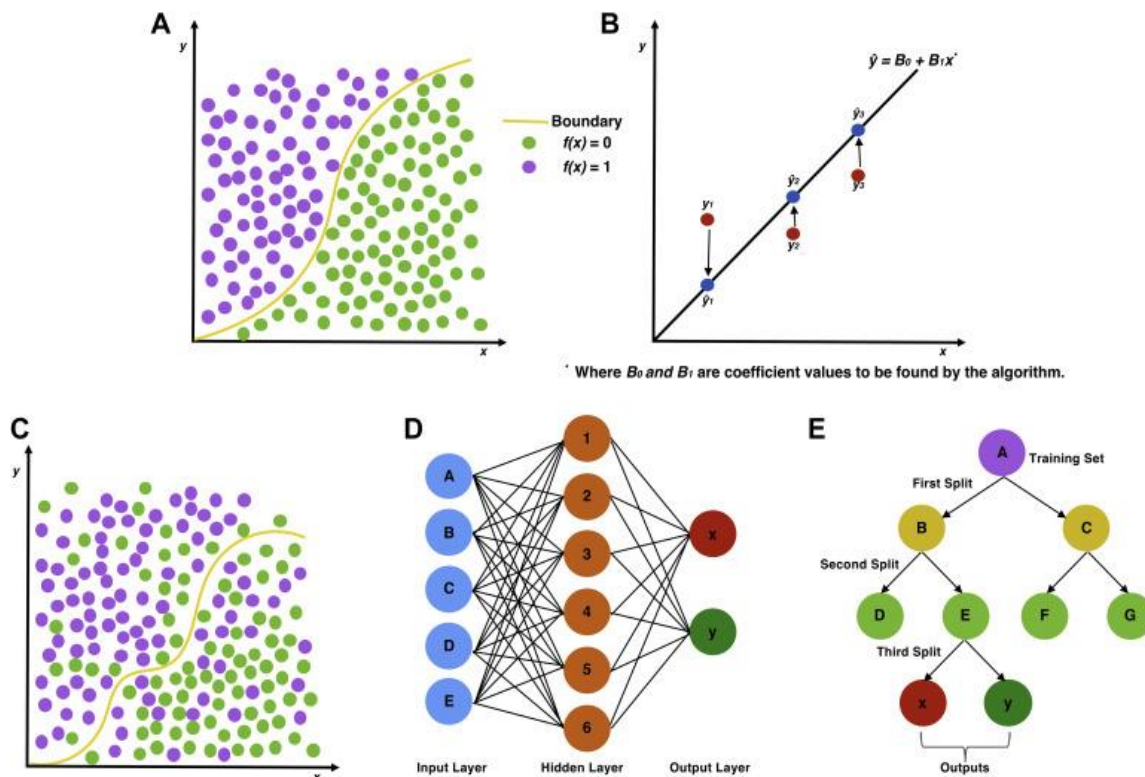 A
y
x
Boundary
f(x) = 0
f(x) = 1
B
y
ŷ = B₀ + B₁x*
ŷ₃
y₃
ŷ₂
y₂
y₁
ŷ₁
x
* Where B₀ and B₁ are coefficient values to be found by the algorithm.
C
y
x
D
A
B
C
D
E
1
2
3
4
5
6
x
y
Input Layer
Hidden Layer
Output Layer
E
A
Training Set
First Split
B
C
Second Split
D
E
F
G
Third Split
x
y
Outputs